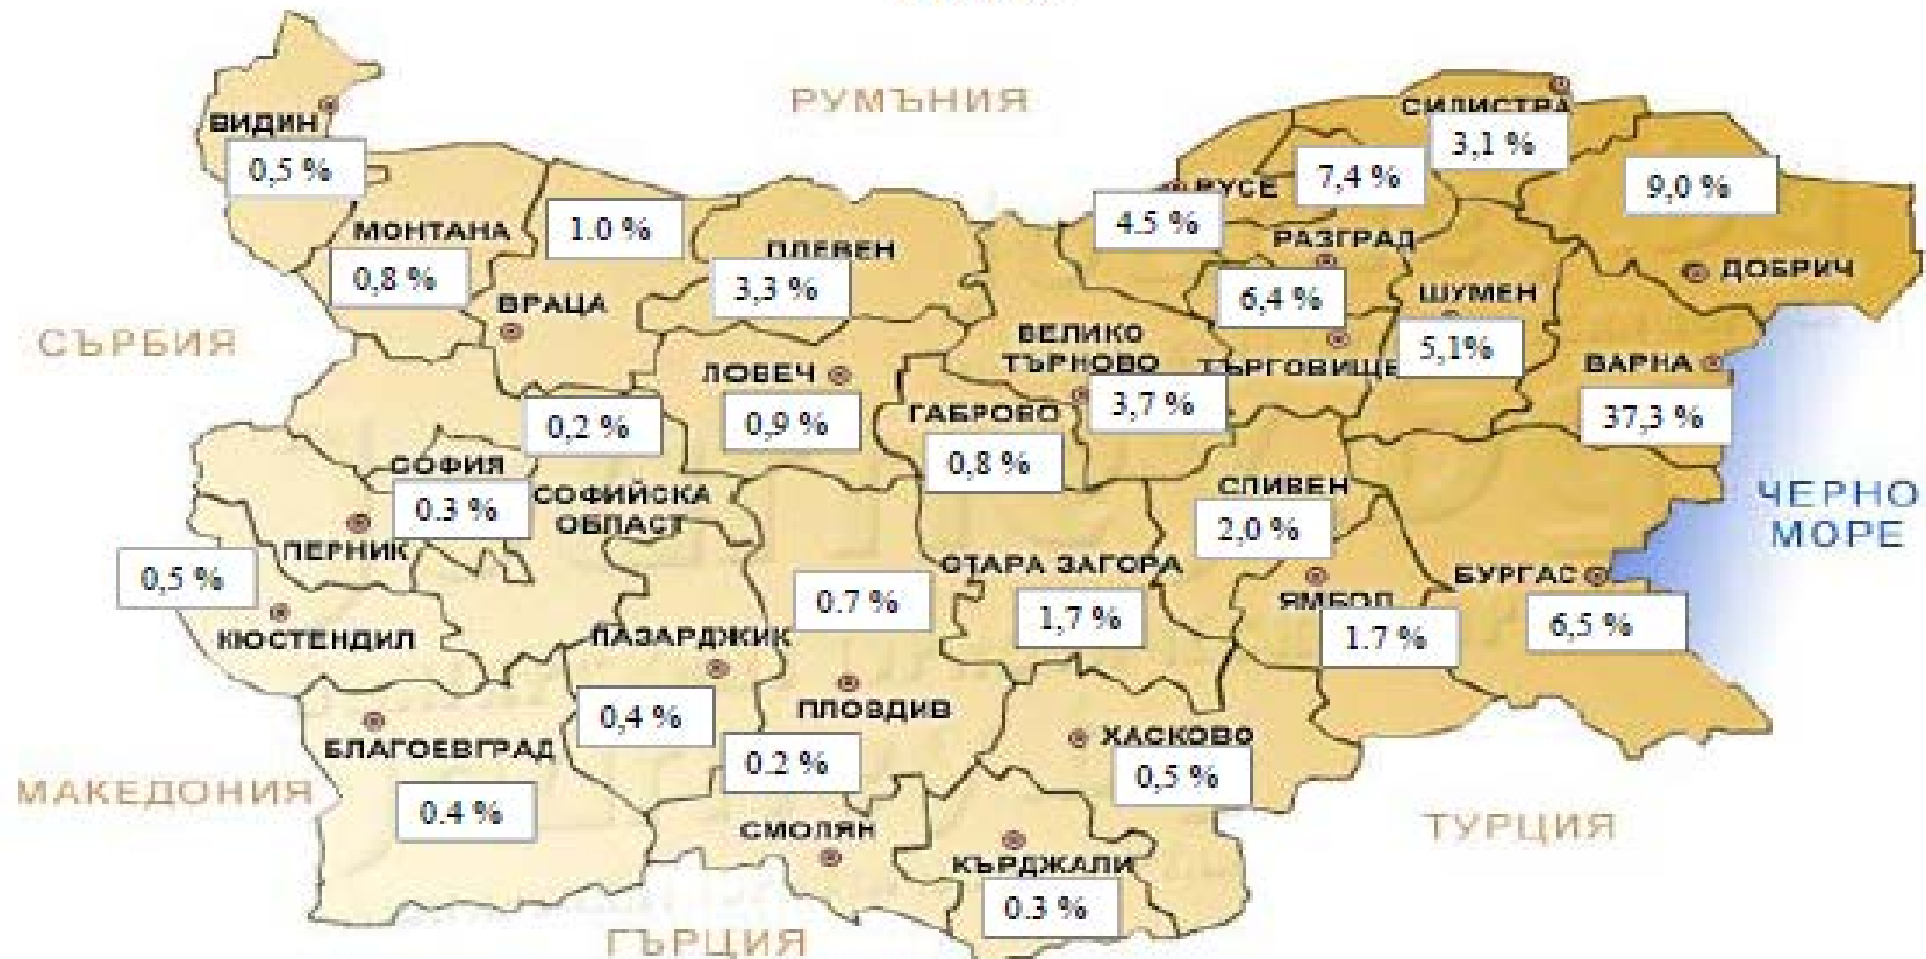 РУМЪНИЯ
СИЛИСТРА
3,1 %
ВИДИН
0,5 %
7,4 %
9,0 %
РУСЕ
4.5 %
МОНТАНА
0,8 %
1.0 %
ПЛЕВЕН
3,3 %
РАЗГРАД
6,4 %
ШУМЕН
5,1%
ДОБРИЧ
ВРАЦА
СЪРБИЯ
ВЕЛИКО
ТЪРНОВО
3,7 %
ТЪРГОВИЩЕ
ВАРНА
37,3 %
ЛОВЕЧ
0,9 %
ГАБРОВО
0,8 %
0,2 %
СОФИЯ
0.3 %
СОФИЙСКА
ОБЛАСТ
СЛИВЕН
2,0 %
ЧЕРНО
МОРЕ
ПЕРНИК
0,5 %
СТАРА ЗАГОРА
1,7 %
БУРГАС
6,5 %
ЯМБОЛ
1.7 %
0.7 %
КЮСТЕНДИЛ
ПАЗАРДЖИК
0,4 %
ПЛОВДИВ
0.2 %
БЛАГОЕВГРАД
0.4 %
ХАСКОВО
0,5 %
МАКЕДОНИЯ
СМОЛЯН
ТУРЦИЯ
КЪРДЖАЛИ
0.3 %
ГЪРЦИЯ